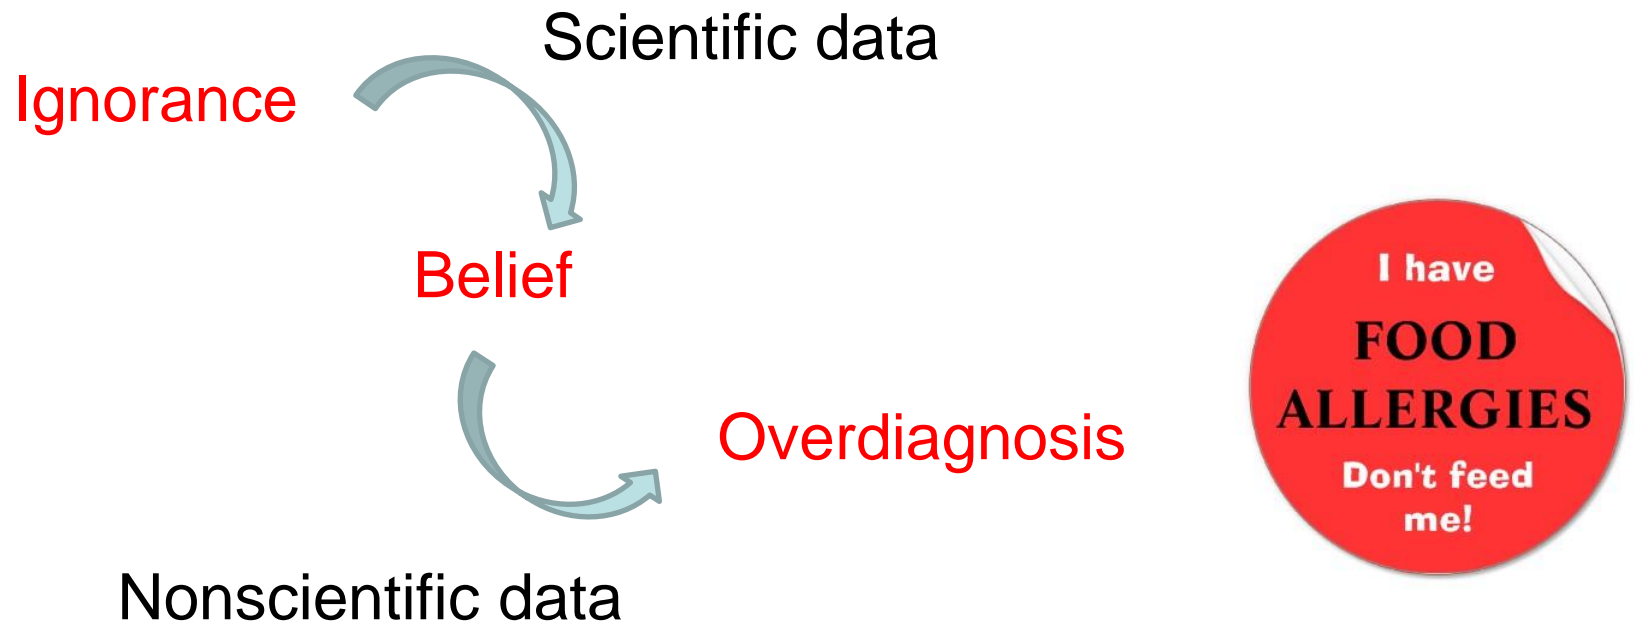 Scientific data
Ignorance
Belief
Overdiagnosis
Nonscientific data
I have
FOOD
ALLERGIES
Don't feed
me!